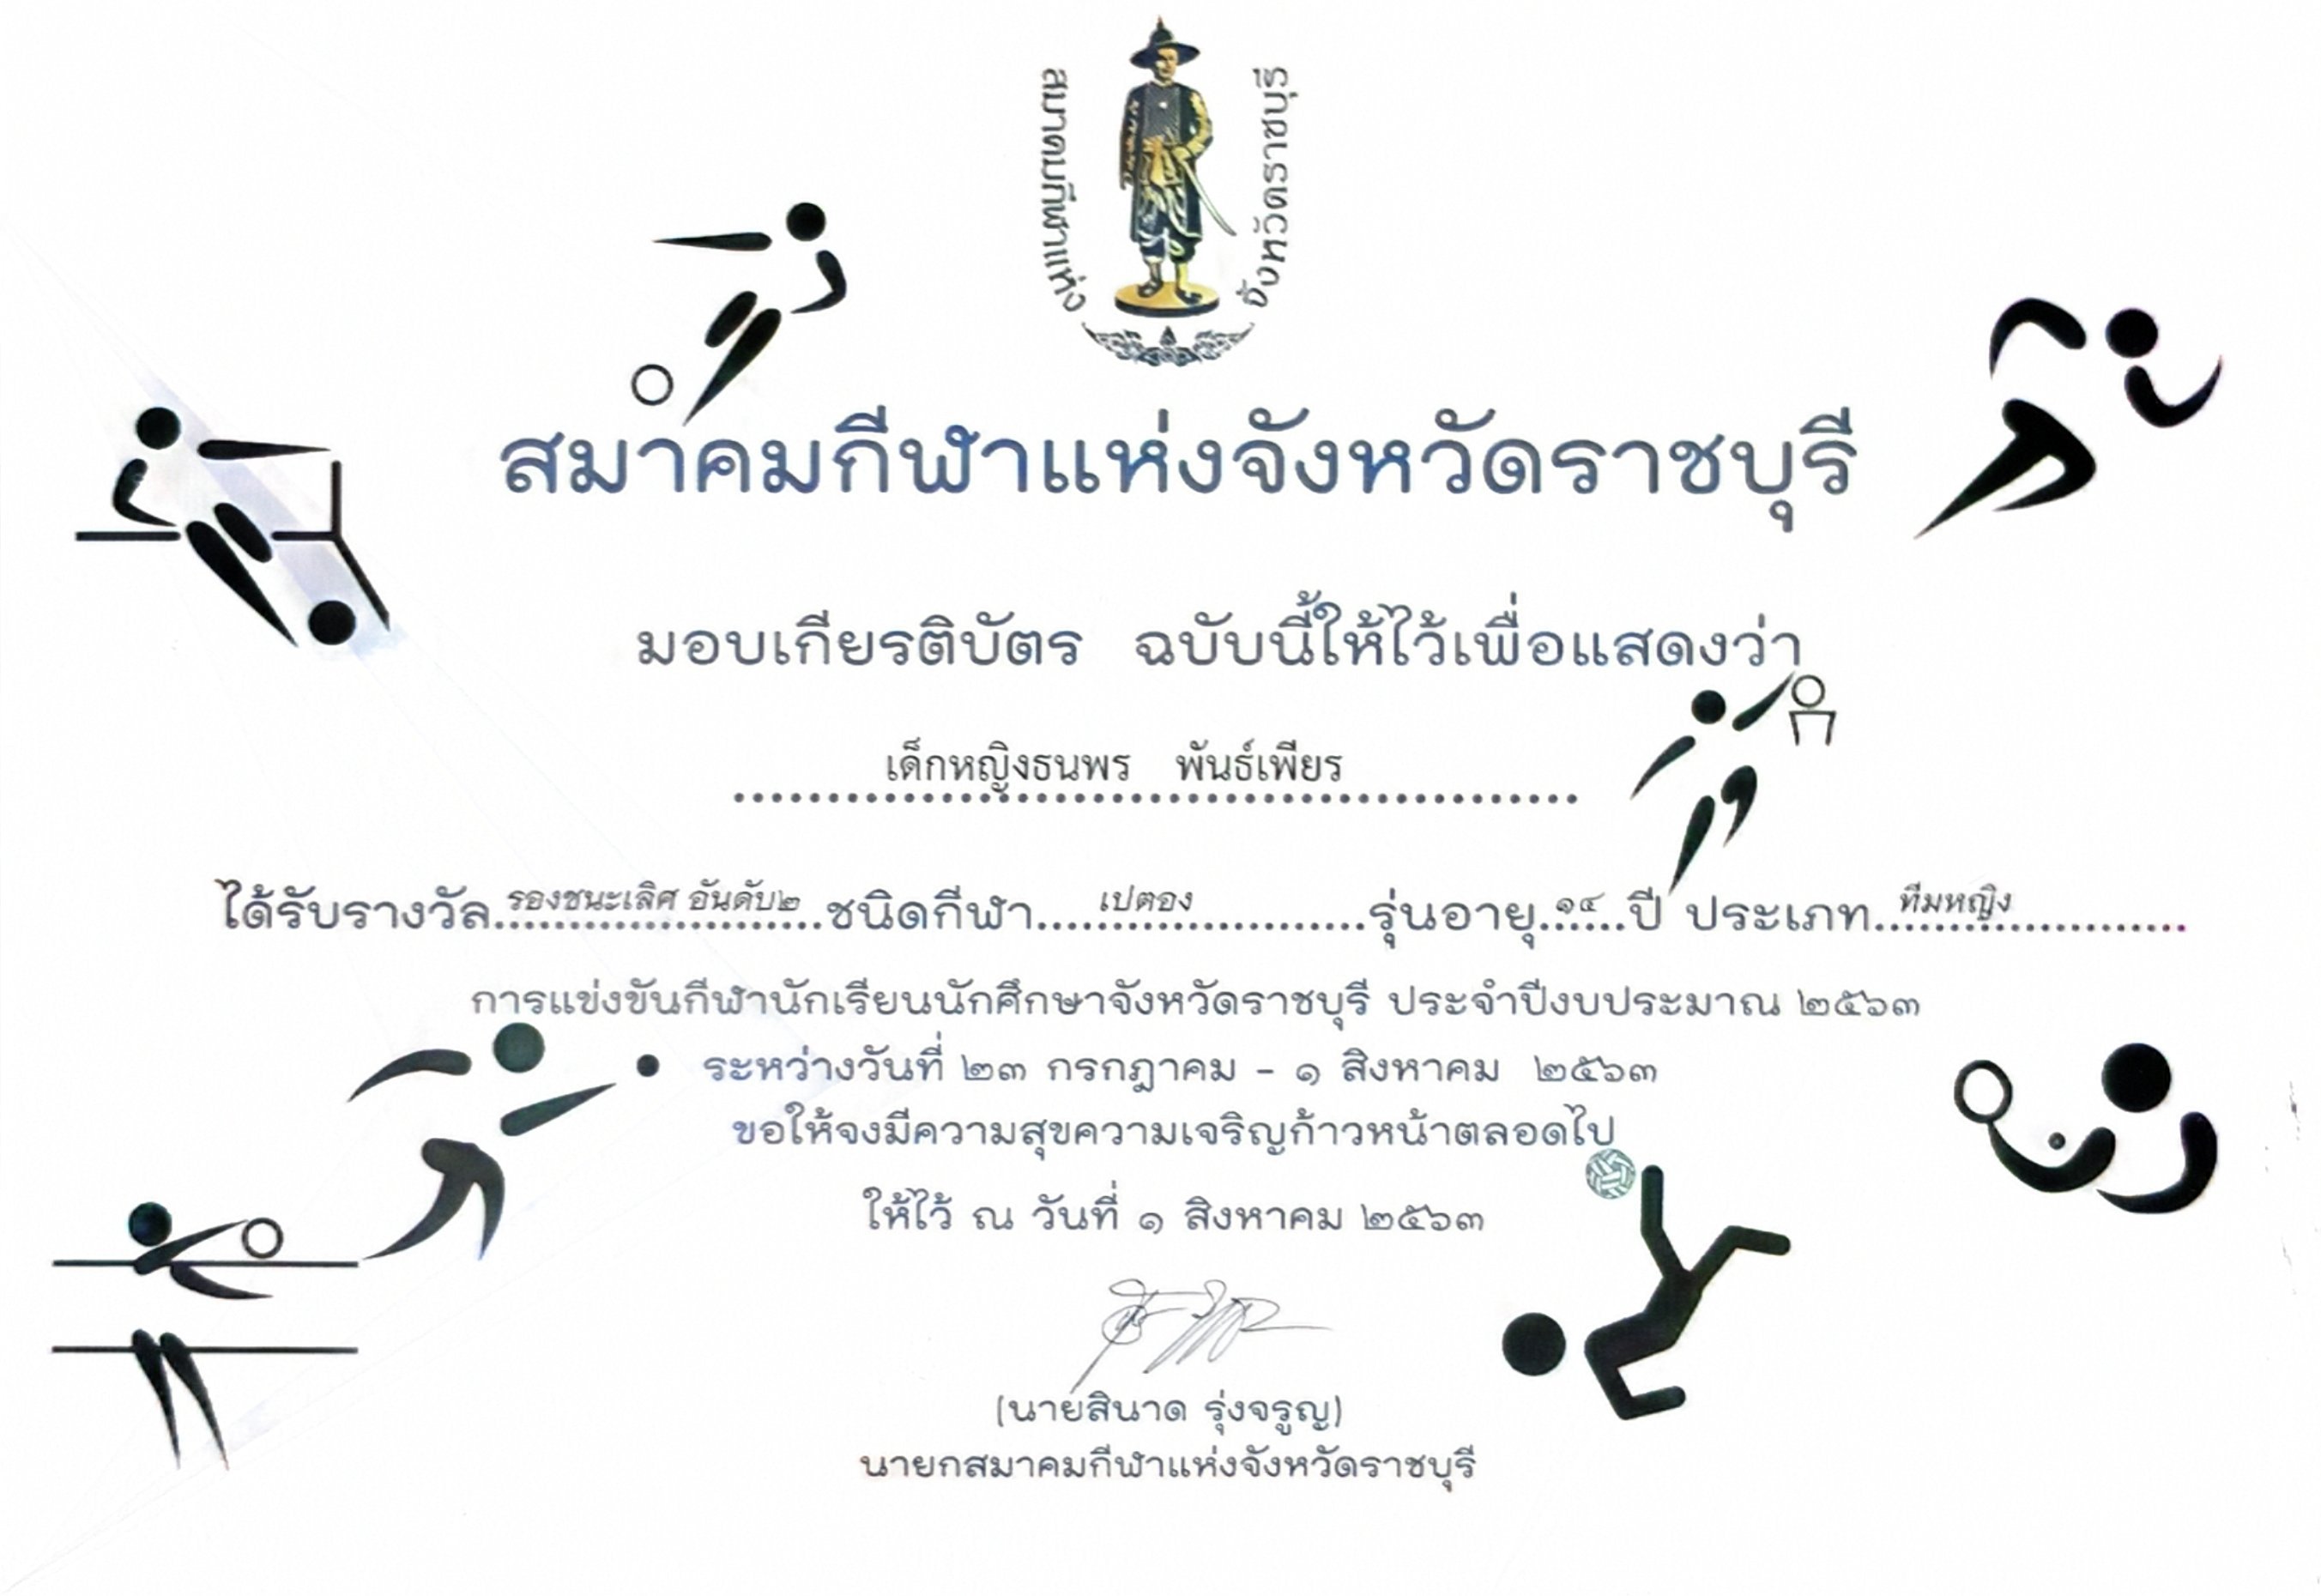 สมาคมกีฬาแห่ง
จังหวัดราชบุรี
สมาคมกีฬาแห่งจังหวัดราชบุรี
มอบเกียรติบัตร ฉบับนี้ให้ไว้เพื่อแสดงว่า
เด็กหญิงธนพร พันธ์เพียร
ได้รับรางวัล รองชนะเลิศ อันดับ๒ ชนิดกีฬา เปตอง รุ่นอายุ ๑๔ ปี ประเภท ทีมหญิง
การแข่งขันกีฬานักเรียนนักศึกษาจังหวัดราชบุรี ประจำปีงบประมาณ ๒๕๖๓
ระหว่างวันที่ ๒๓ กรกฎาคม - ๑ สิงหาคม ๒๕๖๓
ขอให้จงมีความสุขความเจริญก้าวหน้าตลอดไป
ให้ไว้ ณ วันที่ ๑ สิงหาคม ๒๕๖๓
(นายสินาด รุ่งจรูญ)
นายกสมาคมกีฬาแห่งจังหวัดราชบุรี